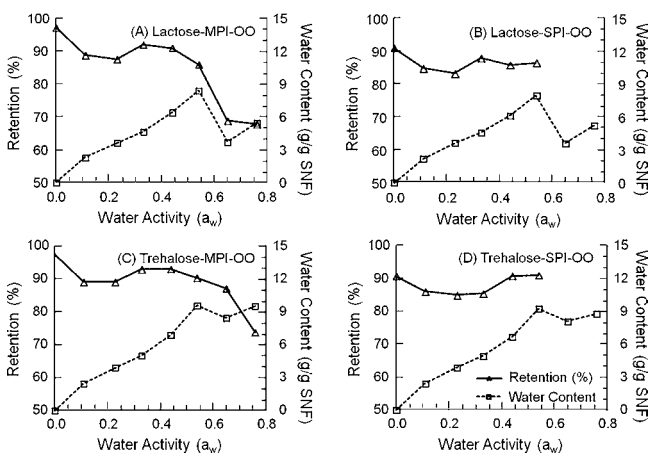 (A) Lactose-MPI-OO
Retention (%)
100
90
80
70
60
50
15
12
9
6
3
0
Water Content (g/g SNF)
0.0 0.2 0.4 0.6 0.8
Water Activity (aw)
(B) Lactose-SPI-OO
Retention (%)
100
90
80
70
60
50
15
12
9
6
3
0
Water Content (g/g SNF)
0.0 0.2 0.4 0.6 0.8
Water Activity (aw)
(C) Trehalose-MPI-OO
Retention (%)
100
90
80
70
60
50
15
12
9
6
3
0
Water Content (g/g SNF)
0.0 0.2 0.4 0.6 0.8
Water Activity (aw)
(D) Trehalose-SPI-OO
Retention (%)
100
90
80
70
60
50
15
12
9
6
3
0
Water Content (g/g SNF)
Retention (%)
Water Content
0.0 0.2 0.4 0.6 0.8
Water Activity (aw)